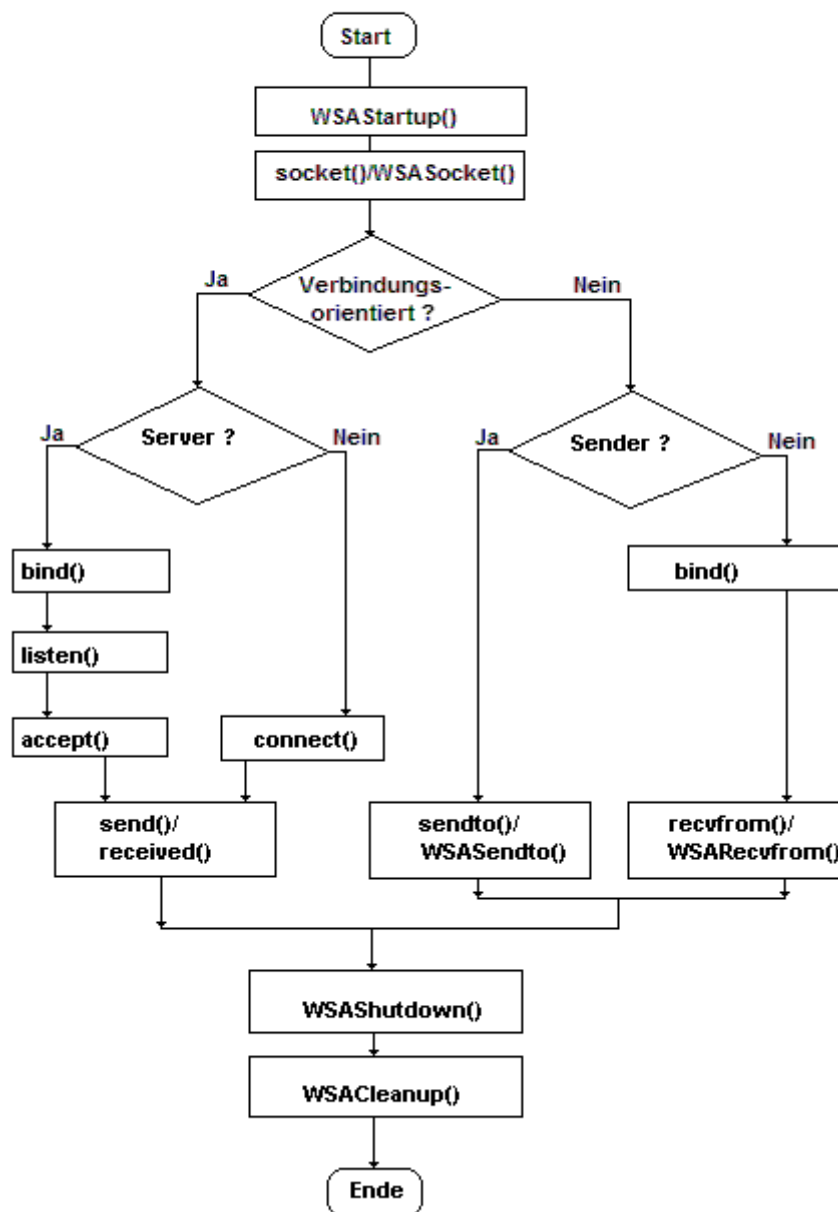 Start
WSAStartup()
socket()/WSASocket()
Ja
Verbindungs-
orientiert ?
Nein
Ja
Server ?
Nein
Ja
Sender ?
Nein
bind()
bind()
listen()
accept()
connect()
send()/
received()
sendto()/
WSASendto()
recvfrom()/
WSARecvfrom()
WSAShutdown()
WSACleanup()
Ende